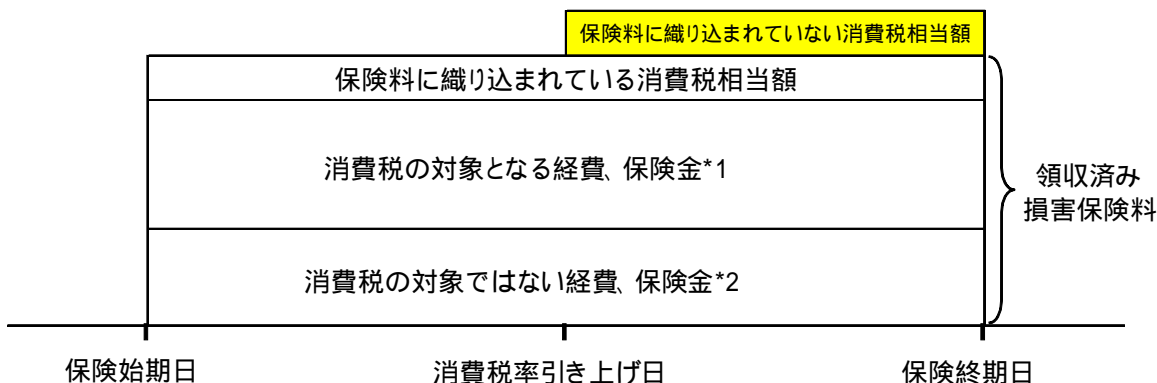 保険料に織り込まれていない消費税相当額
保険料に織り込まれている消費税相当額
消費税の対象となる経費、保険金*1
領収済み
損害保険料
消費税の対象ではない経費、保険金*2
保険始期日
消費税率引き上げ日
保険終期日